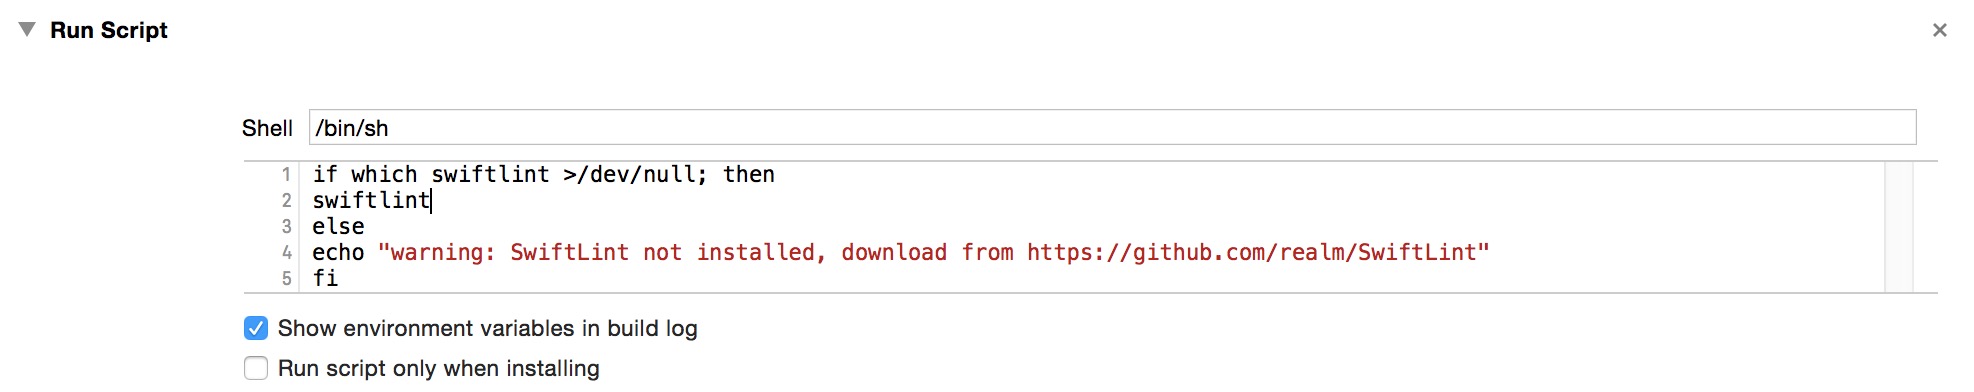 Run Script
Shell /bin/sh
1 if which swiftlint >/dev/null; then
2 swiftlint
3 else
4 echo "warning: SwiftLint not installed, download from https://github.com/realm/SwiftLint"
5 fi
Show environment variables in build log
Run script only when installing